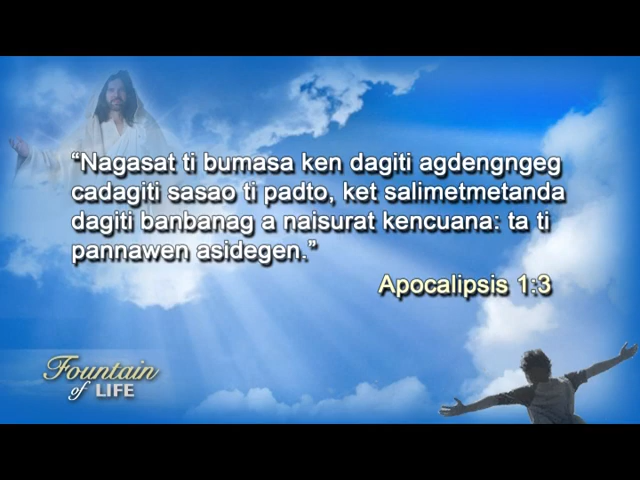 “Nagasat ti bumasa ken dagiti agdengngeg
cadagiti sasao ti padto, ket salimetmetanda
dagiti banbanag a naisurat kencuana: ta ti
pannawen asidegen.”
Apocalipsis 1:3
Fountain
of LIFE